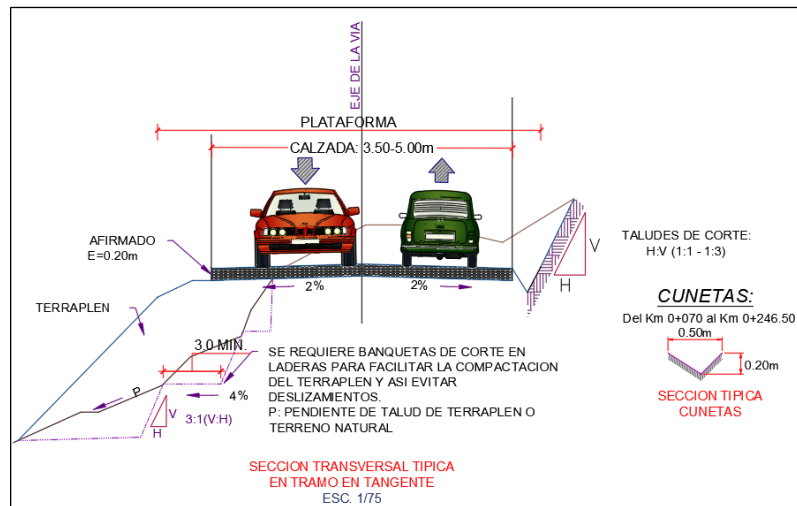 EJE DE LA VIA
PLATAFORMA
CALZADA: 3.50-5.00m
AFIRMADO
E=0.20m
TERRAPLEN
2%
2%
V
H
3.0 MIN.
P
4%
V
H
3:1(V:H)
SE REQUIERE BANQUETAS DE CORTE EN
LADERAS PARA FACILITAR LA COMPACTACION
DEL TERRAPLEN Y ASI EVITAR
DESLIZAMIENTOS.
P: PENDIENTE DE TALUD DE TERRAPLEN O
TERRENO NATURAL
SECCION TRANSVERSAL TIPICA
EN TRAMO EN TANGENTE
ESC. 1/75
TALUDES DE CORTE:
H:V (1:1 - 1:3)
CUNETAS:
Del Km 0+070 al Km 0+246.50
0.50m
0.20m
SECCION TIPICA
CUNETAS